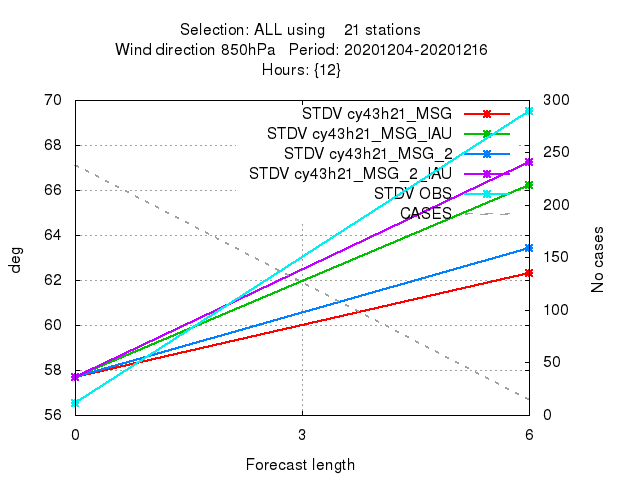 Selection: ALL using    21 stations
Wind direction 850hPa   Period: 20201204-20201216
Hours: {12}
70
68
66
64
62
60
58
56
deg
300
250
200
150
100
50
0
No cases
STDV cy43h21_MSG
STDV cy43h21_MSG_IAU
STDV cy43h21_MSG_2
STDV cy43h21_MSG_2_IAU
STDV OBS
CASES
0
3
6
Forecast length